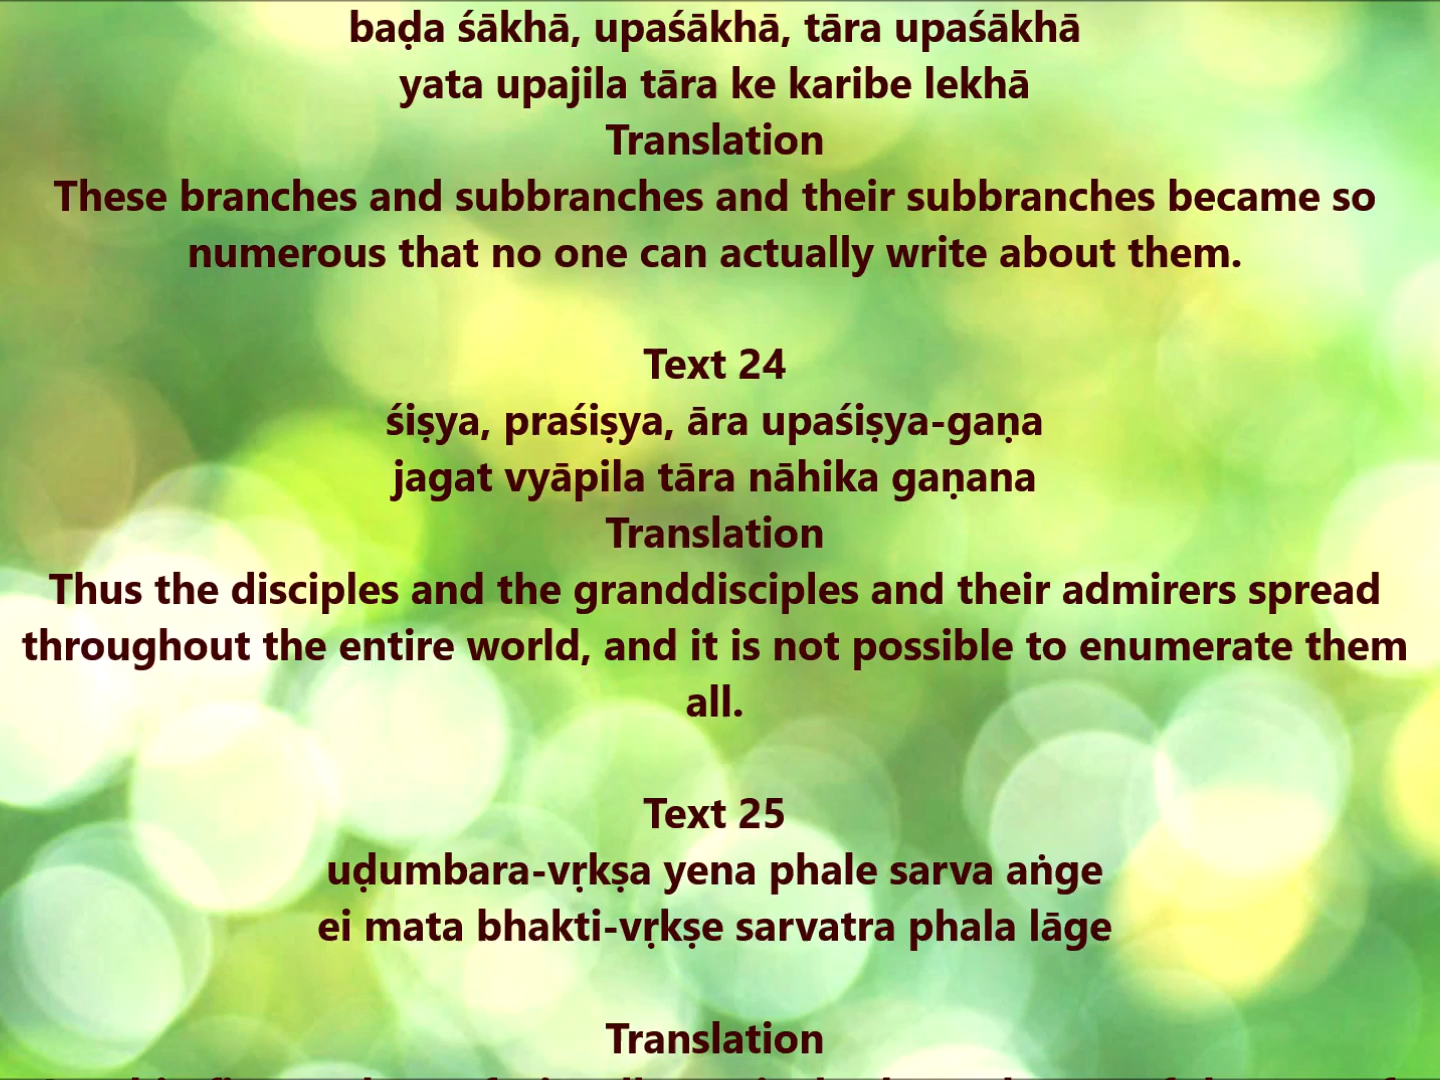 baḍa śākhā, upaśākhā, tāra upaśākhā
yata upajila tāra ke karibe lekhā
Translation
These branches and subbranches and their subbranches became so
numerous that no one can actually write about them.
Text 24
śiṣya, praśiṣya, āra upaśiṣya-gaṇa
jagat vyāpila tāra nāhika gaṇana
Translation
Thus the disciples and the granddisciples and their admirers spread
throughout the entire world, and it is not possible to enumerate them
all.
Text 25
uḍumbara-vṛkṣa yena phale sarva aṅge
ei mata bhakti-vṛkṣe sarvatra phala lāge
Translation